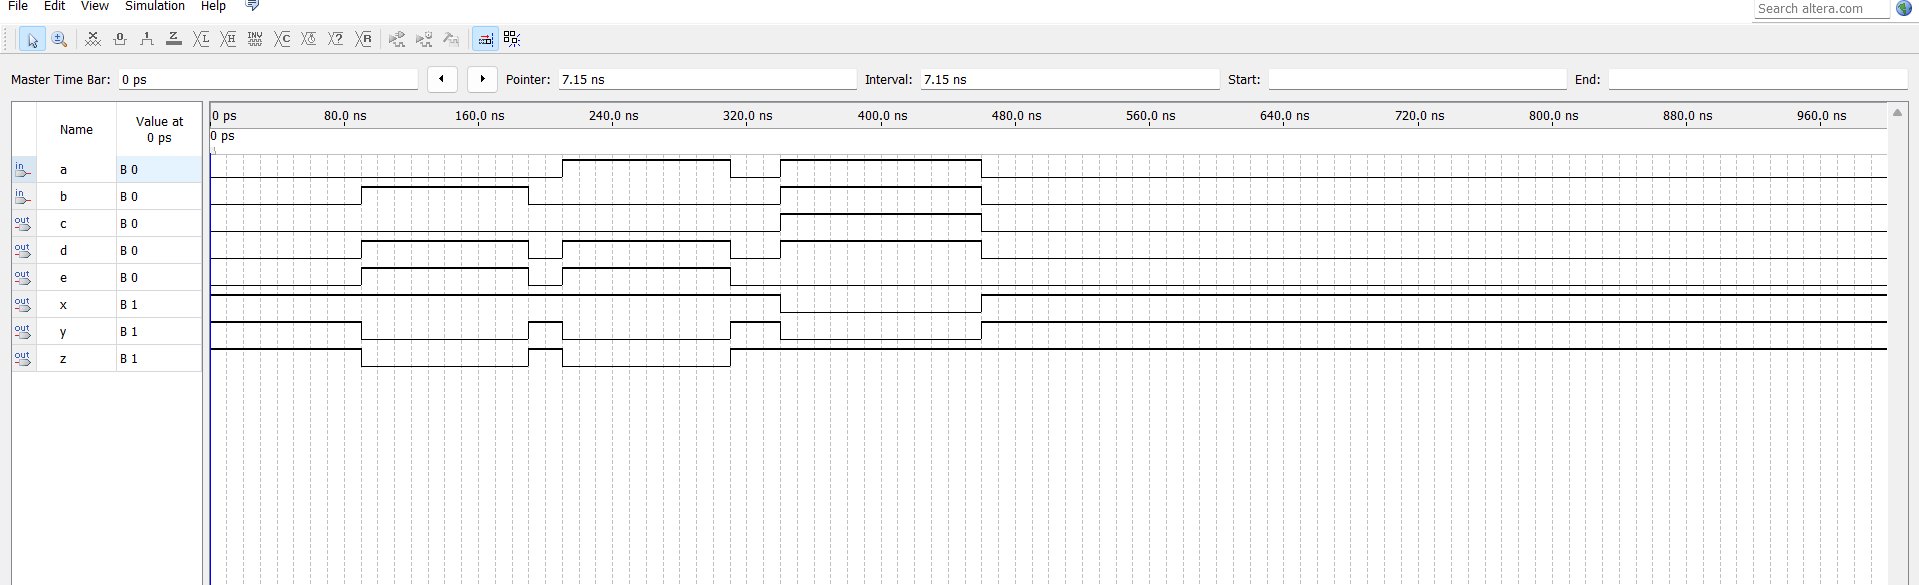 File Edit View Simulation Help Search altera.com
Master Time Bar: 0 ps Pointer: 7.15 ns Interval: 7.15 ns Start: End:
Name Value at 0 ps
0 ps 80.0 ns 160.0 ns 240.0 ns 320.0 ns 400.0 ns 480.0 ns 560.0 ns 640.0 ns 720.0 ns 800.0 ns 880.0 ns 960.0 ns
0 ps
in a B 0
in b B 0
out c B 0
out d B 0
out e B 0
out x B 1
out y B 1
out z B 1